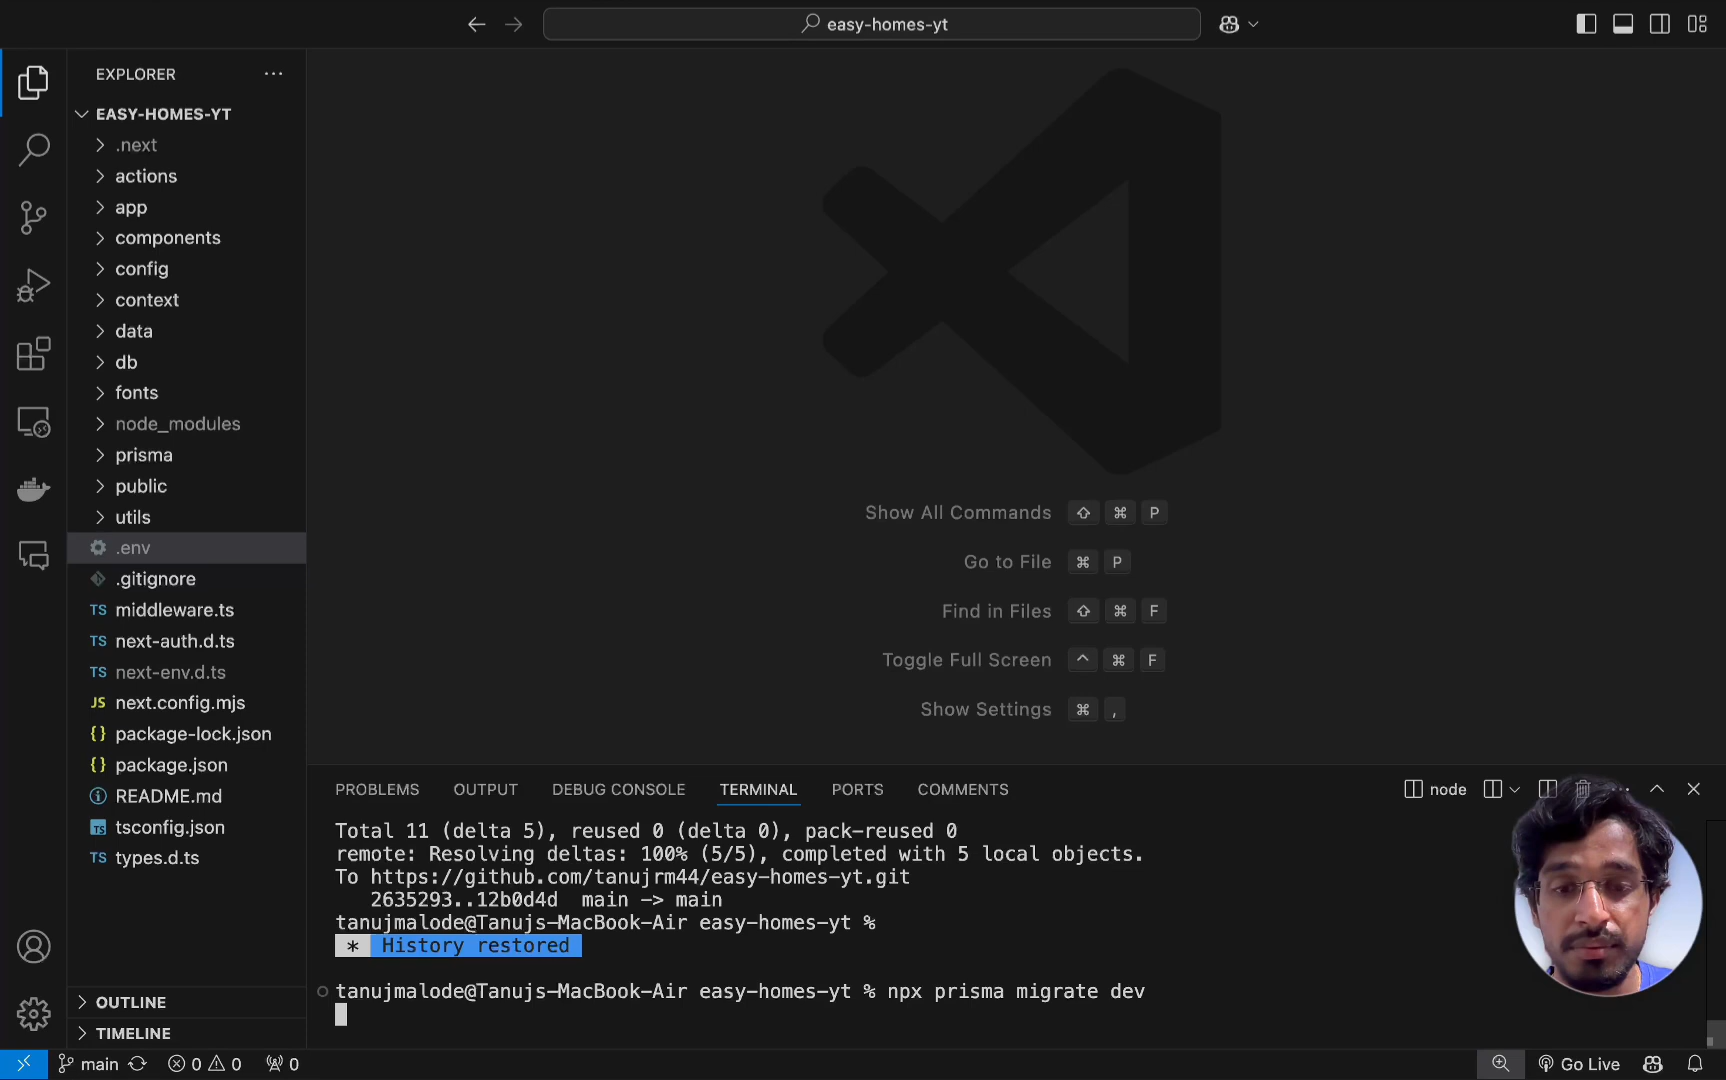 easy-homes-yt
EXPLORER
EASY-HOMES-YT
.next
actions
app
components
config
context
data
db
fonts
node_modules
prisma
public
utils
.env
.gitignore
TS middleware.ts
TS next-auth.d.ts
TS next-env.d.ts
JS next.config.mjs
{} package-lock.json
{} package.json
README.md
TS tsconfig.json
TS types.d.ts
OUTLINE
TIMELINE
Show All Commands ⇧ ⌘ P
Go to File ⌘ P
Find in Files ⇧ ⌘ F
Toggle Full Screen ^ ⌘ F
Show Settings ⌘ ,
PROBLEMS OUTPUT DEBUG CONSOLE TERMINAL PORTS COMMENTS node
Total 11 (delta 5), reused 0 (delta 0), pack-reused 0
remote: Resolving deltas: 100% (5/5), completed with 5 local objects.
To https://github.com/tanujrm44/easy-homes-yt.git
2635293..12b0d4d main -> main
tanujmalode@Tanujs-MacBook-Air easy-homes-yt %
* History restored
tanujmalode@Tanujs-MacBook-Air easy-homes-yt % npx prisma migrate dev
main 0 0 0 Go Live